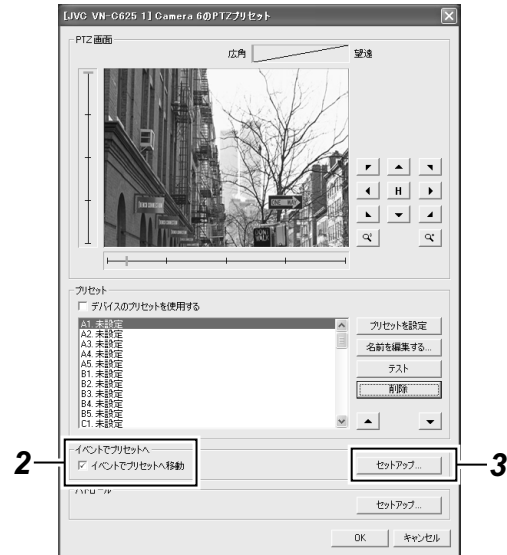 [JVC VN-C625 1] Camera 6のPTZプリセット
PTZ 画面
広角 望遠
ONE WAY
H
プリセット
デバイスのプリセットを使用する
A1. 未設定
A2. 未設定
A3. 未設定
A4. 未設定
A5. 未設定
B1. 未設定
B2. 未設定
B3. 未設定
B4. 未設定
B5. 未設定
C1. 未設定
プリセットを設定
名前を編集する...
テスト
削除
イベントでプリセットへ
イベントでプリセットへ移動
2
セットアップ...
3
パトロール
セットアップ...
OK キャンセル